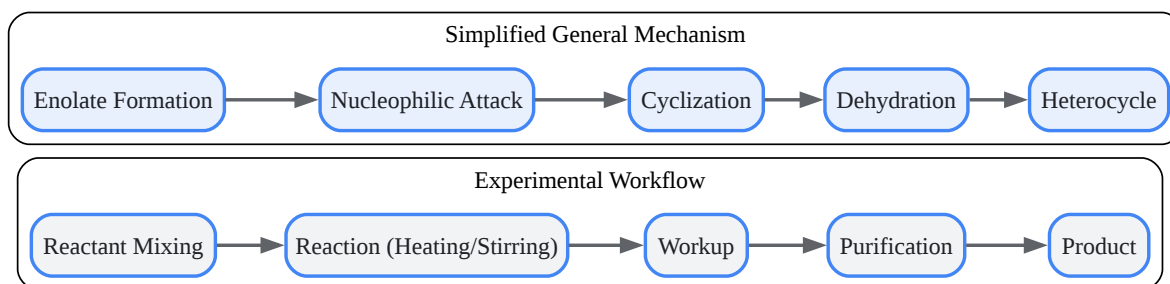 Simplified General Mechanism
Enolate Formation
Nucleophilic Attack
Cyclization
Dehydration
Heterocycle
Experimental Workflow
Reactant Mixing
Reaction (Heating/Stirring)
Workup
Purification
Product